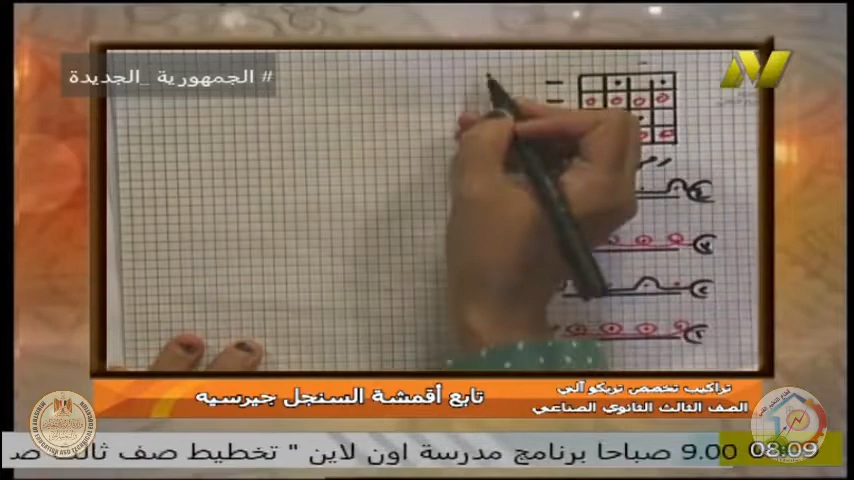 # الجمهورية _الجديدة
تابع أقمشة السنجل جيرسيه
تراكيب تخصص تريكو آلي
الصف الثالث الثانوي الصناعي
9.00 صباحا برنامج مدرسة اون لاين " تخطيط صف
08:09